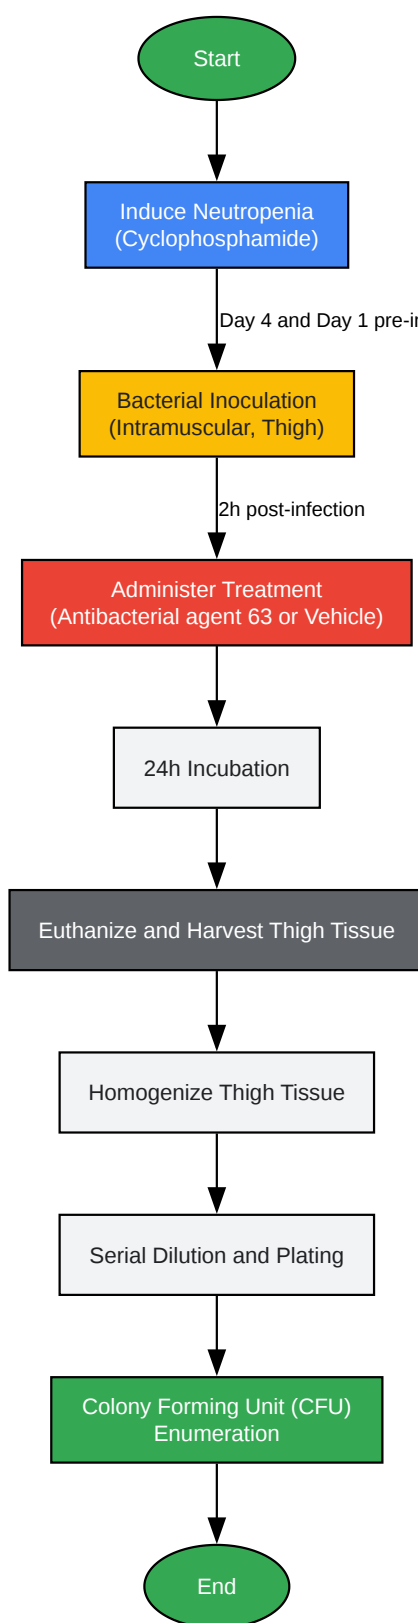 Start
Induce Neutropenia
(Cyclophosphamide)
Day 4 and Day 1
Bacterial Inoculation
(Intramuscular, Thigh)
2h post-infection
Administer Treatment
(Antibacterial agent 63 or Vehicle)
24h Incubation
Euthanize and Harvest Thigh Tissue
Homogenize Thigh Tissue
Serial Dilution and Plating
Colony Forming Unit (CFU)
Enumeration
End